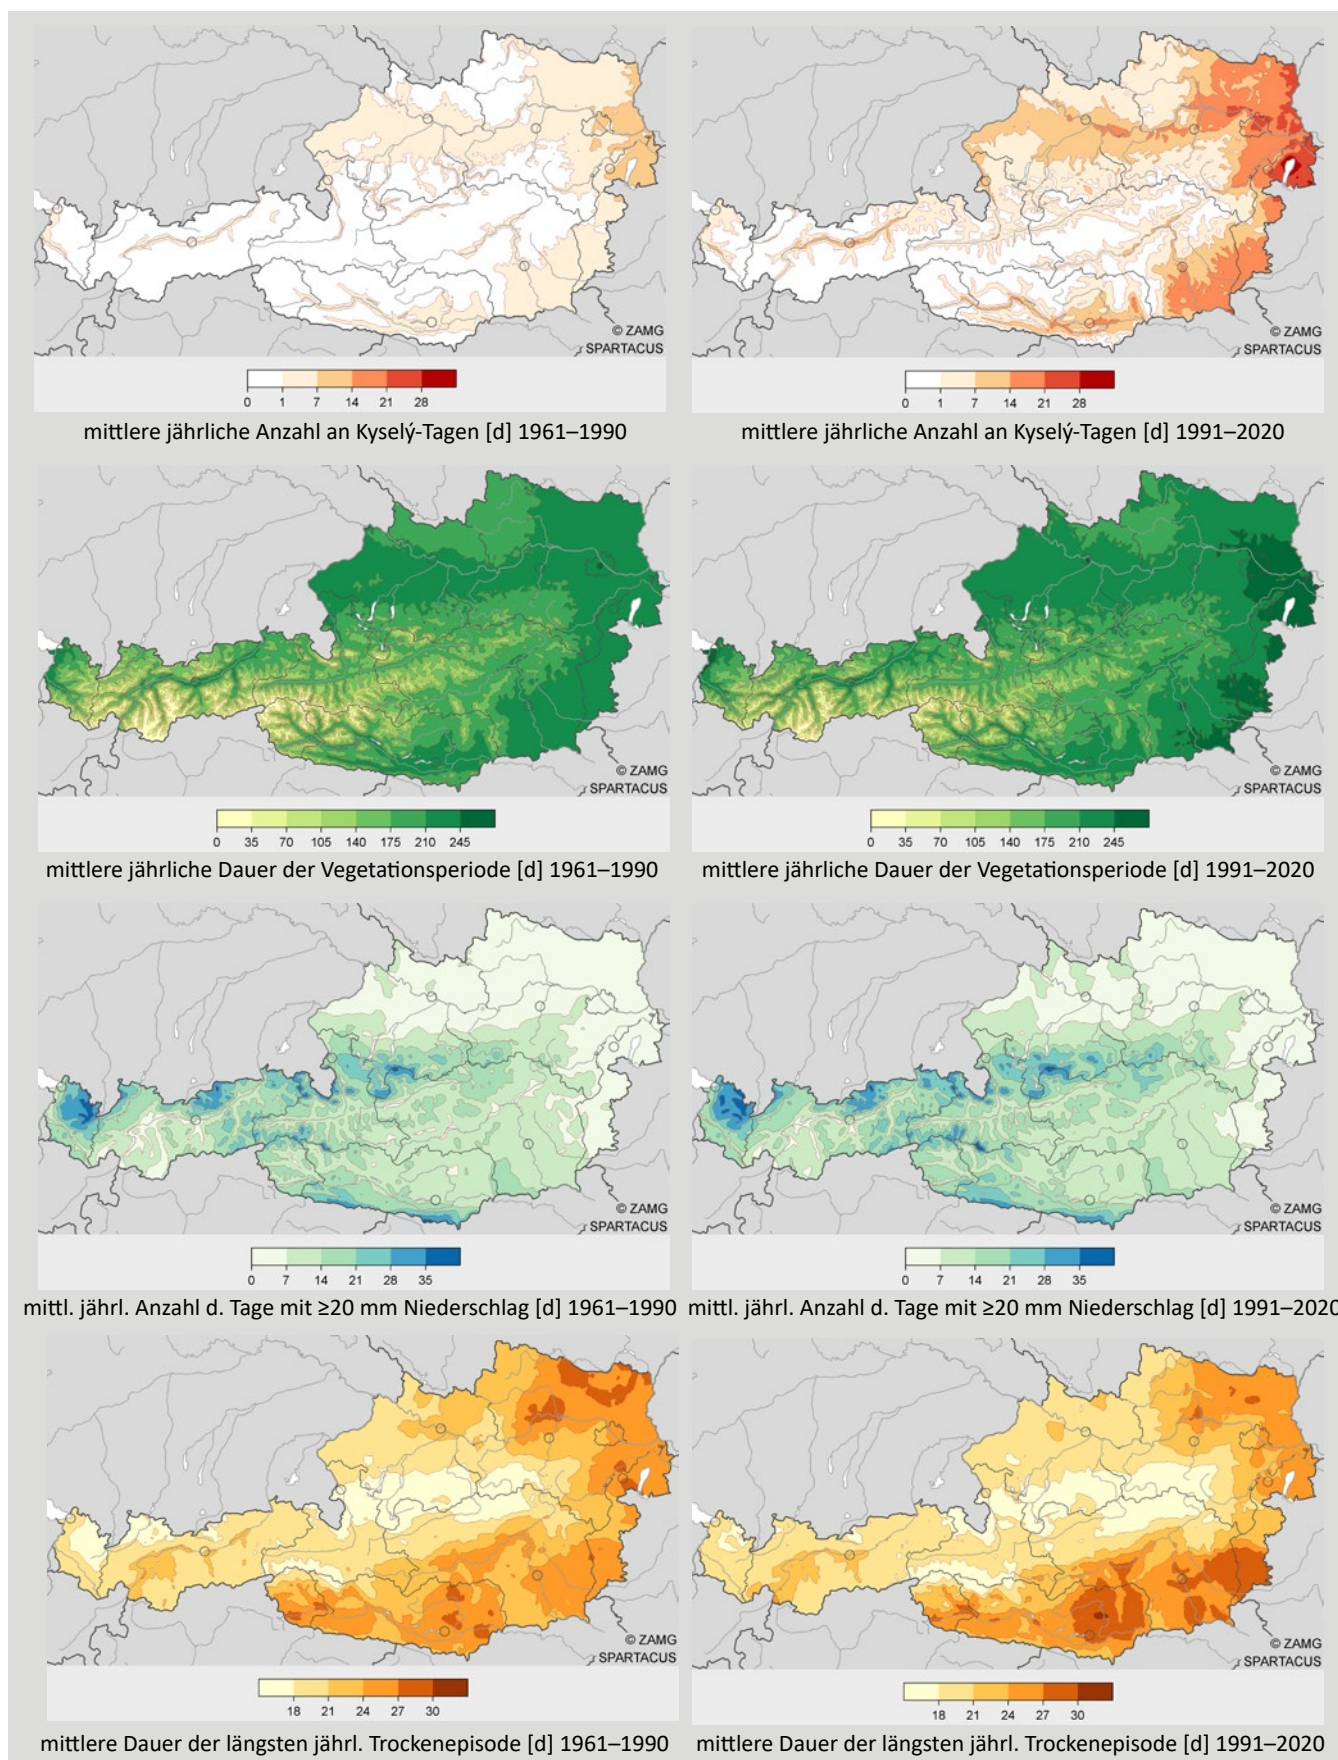 © ZAMG
SPARTACUS
0 1 7 14 21 28
mittlere jährliche Anzahl an Kyselý-Tagen [d] 1961–1990
© ZAMG
SPARTACUS
0 1 7 14 21 28
mittlere jährliche Anzahl an Kyselý-Tagen [d] 1991–2020
© ZAMG
SPARTACUS
0 35 70 105 140 175 210 245
mittlere jährliche Dauer der Vegetationsperiode [d] 1961–1990
© ZAMG
SPARTACUS
0 35 70 105 140 175 210 245
mittlere jährliche Dauer der Vegetationsperiode [d] 1991–2020
© ZAMG
SPARTACUS
0 7 14 21 28 35
mittl. jährl. Anzahl d. Tage mit ≥20 mm Niederschlag [d] 1961–1990
© ZAMG
SPARTACUS
0 7 14 21 28 35
mittl. jährl. Anzahl d. Tage mit ≥20 mm Niederschlag [d] 1991–2020
© ZAMG
SPARTACUS
18 21 24 27 30
mittlere Dauer der längsten jährl. Trockenepisode [d] 1961–1990
© ZAMG
SPARTACUS
18 21 24 27 30
mittlere Dauer der längsten jährl. Trockenepisode [d] 1991–2020